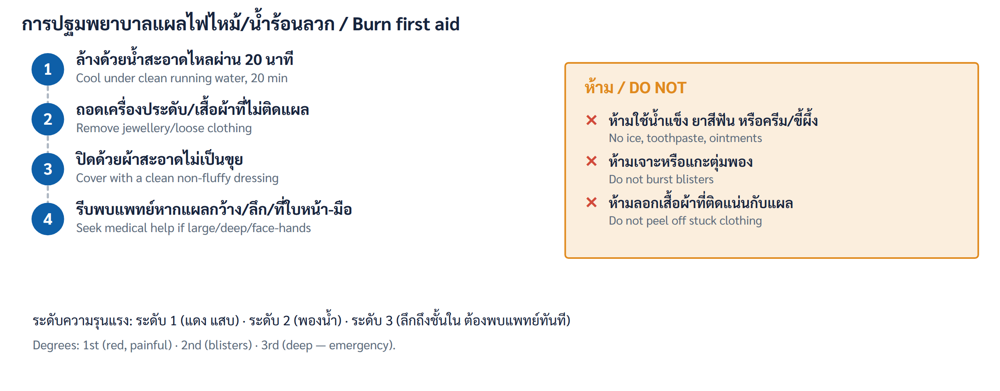 การปฐมพยาบาลแผลไฟไหม้/น้ำร้อนลวก / Burn first aid
1
ล้างด้วยน้ำสะอาดไหลผ่าน 20 นาที
Cool under clean running water, 20 min
2
ถอดเครื่องประดับ/เสื้อผ้าที่ไม่ติดแผล
Remove jewellery/loose clothing
3
ปิดด้วยผ้าสะอาดไม่เป็นขุย
Cover with a clean non-fluffy dressing
4
รีบพบแพทย์หากแผลกว้าง/ลึก/ที่ใบหน้า-มือ
Seek medical help if large/deep/face-hands
ห้าม / DO NOT
✕ ห้ามใช้น้ำแข็ง ยาสีฟัน หรือครีม/ขี้ผึ้ง
No ice, toothpaste, ointments
✕ ห้ามเจาะหรือแกะตุ่มพอง
Do not burst blisters
✕ ห้ามลอกเสื้อผ้าที่ติดแน่นกับแผล
Do not peel off stuck clothing
ระดับความรุนแรง: ระดับ 1 (แดง แสบ) · ระดับ 2 (พองน้ำ) · ระดับ 3 (ลึกถึงชั้นใน ต้องพบแพทย์ทันที)
Degrees: 1st (red, painful) · 2nd (blisters) · 3rd (deep — emergency).